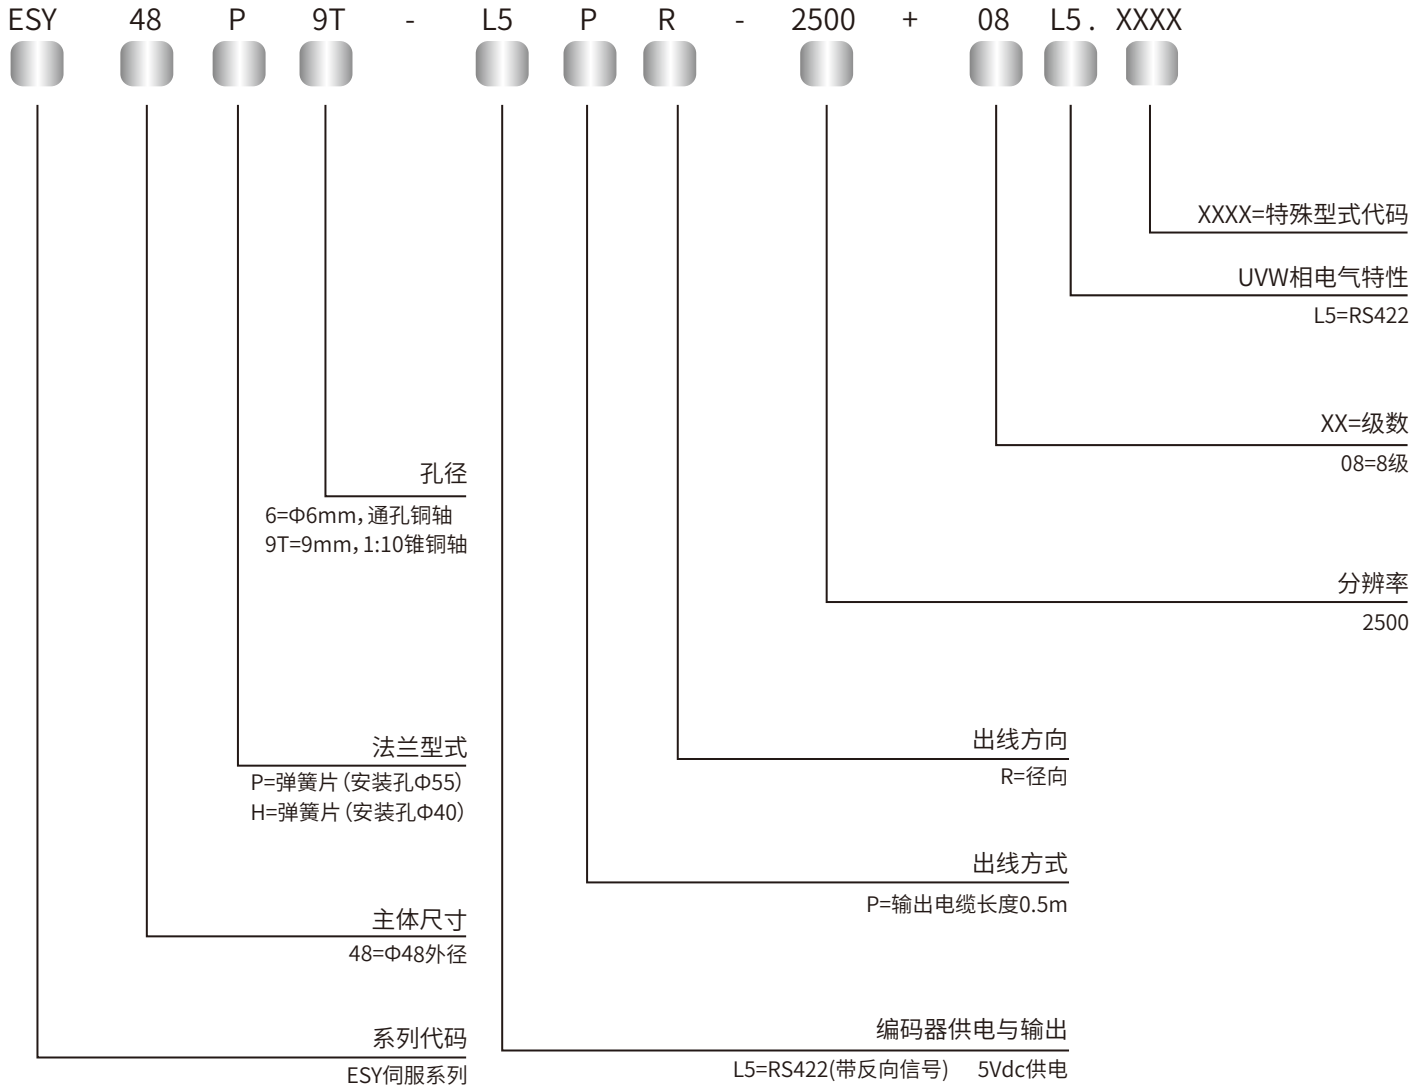 ESY 48 P 9T - L5 P R - 2500 + 08 L5. XXXX
XXXX=特殊型式代码
UVW相电气特性
L5=RS422
XX=级数
08=8级
孔径
6=Φ6mm，通孔铜轴
9T=9mm，1:10锥铜轴
分辨率
2500
法兰型式
P=弹簧片（安装孔Φ55）
H=弹簧片（安装孔Φ40）
出线方向
R=径向
出线方式
P=输出电缆长度0.5m
主体尺寸
48=Φ48外径
系列代码
ESY伺服系列
编码器供电与输出
L5=RS422(带反向信号) 5Vdc供电